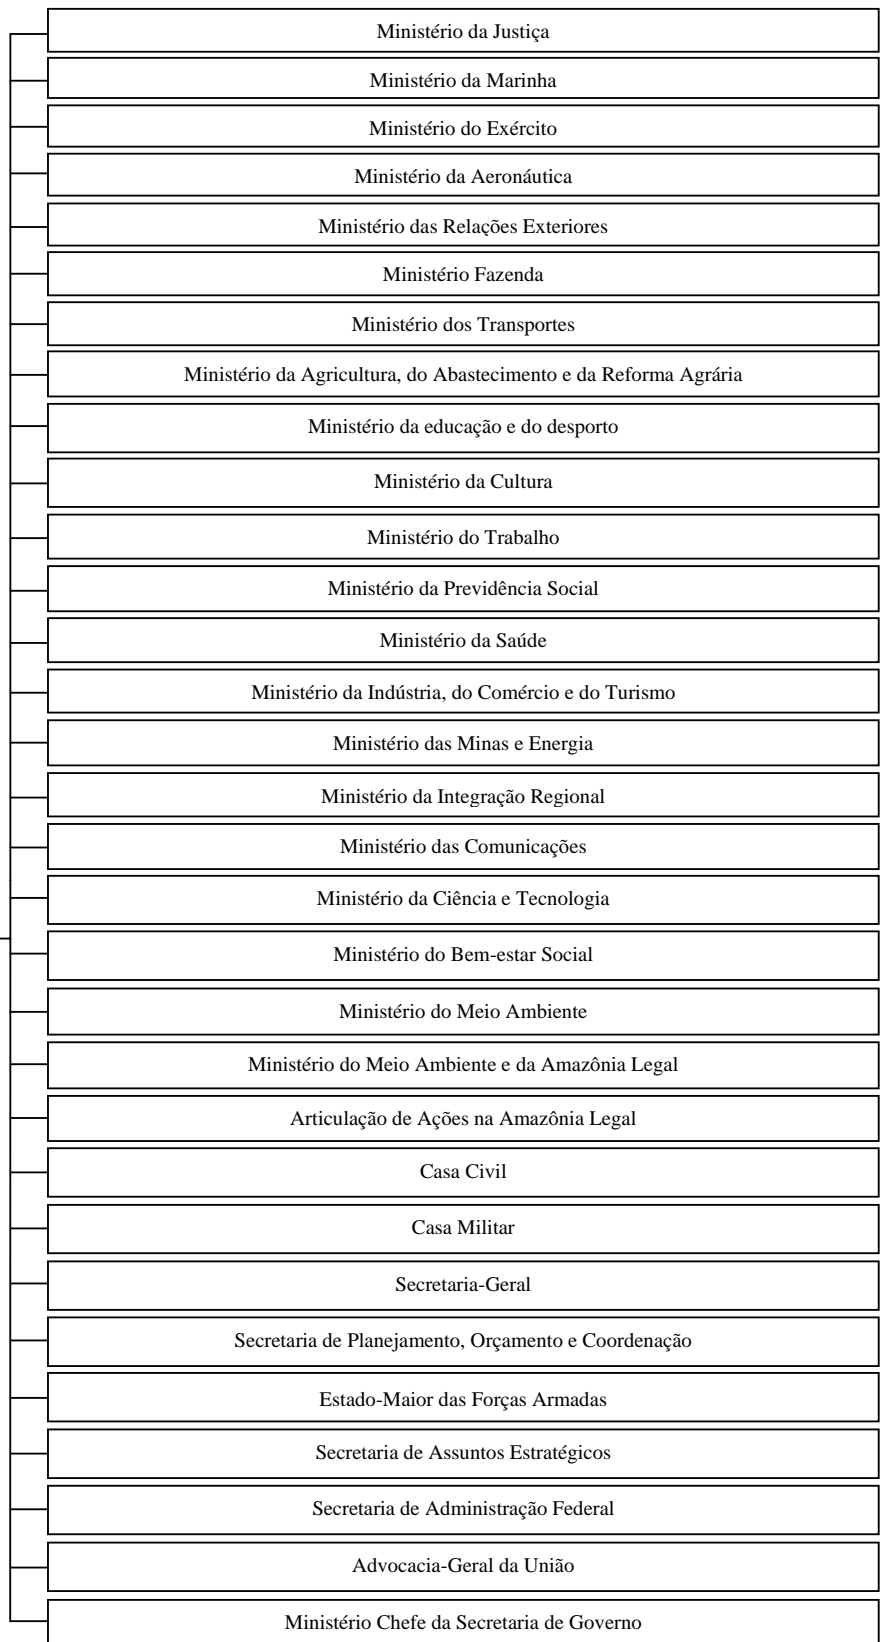 Ministério da Justiça
Ministério da Marinha
Ministério do Exército
Ministério da Aeronáutica
Ministério das Relações Exteriores
Ministério Fazenda
Ministério dos Transportes
Ministério da Agricultura, do Abastecimento e da Reforma Agrária
Ministério da educação e do desporto
Ministério da Cultura
Ministério do Trabalho
Ministério da Previdência Social
Ministério da Saúde
Ministério da Indústria, do Comércio e do Turismo
Ministério das Minas e Energia
Ministério da Integração Regional
Ministério das Comunicações
Ministério da Ciência e Tecnologia
Ministério do Bem-estar Social
Ministério do Meio Ambiente
Ministério do Meio Ambiente e da Amazônia Legal
Articulação de Ações na Amazônia Legal
Casa Civil
Casa Militar
Secretaria-Geral
Secretaria de Planejamento, Orçamento e Coordenação
Estado-Maior das Forças Armadas
Secretaria de Assuntos Estratégicos
Secretaria de Administração Federal
Advocacia-Geral da União
Ministério Chefe da Secretaria de Governo